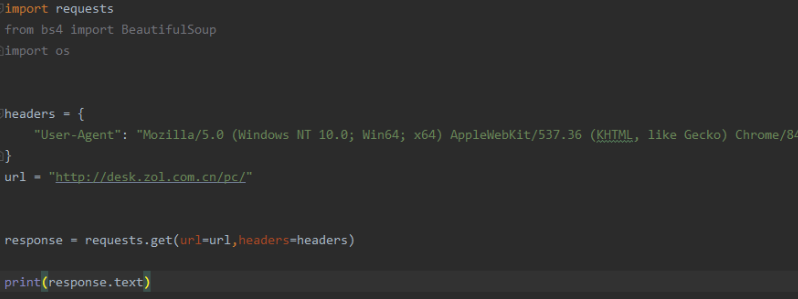 import requests
from bs4 import BeautifulSoup
import os
headers = {
    "User-Agent": "Mozilla/5.0 (Windows NT 10.0; Win64; x64) AppleWebKit/537.36 (KHTML, like Gecko) Chrome/84
}
url = "http://desk.zol.com.cn/pc/"
response = requests.get(url=url,headers=headers)
print(response.text)